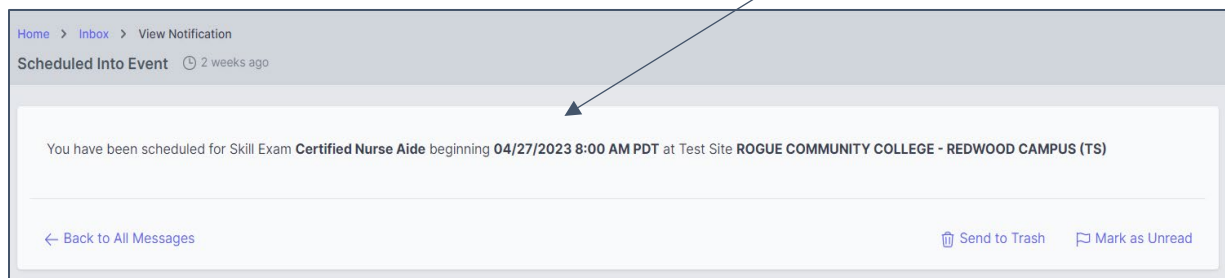 Home > Inbox > View Notification
Scheduled Into Event 2 weeks ago
You have been scheduled for Skill Exam Certified Nurse Aide beginning 04/27/2023 8:00 AM PDT at Test Site ROGUE COMMUNITY COLLEGE - REDWOOD CAMPUS (TS)
← Back to All Messages Send to Trash Mark as Unread